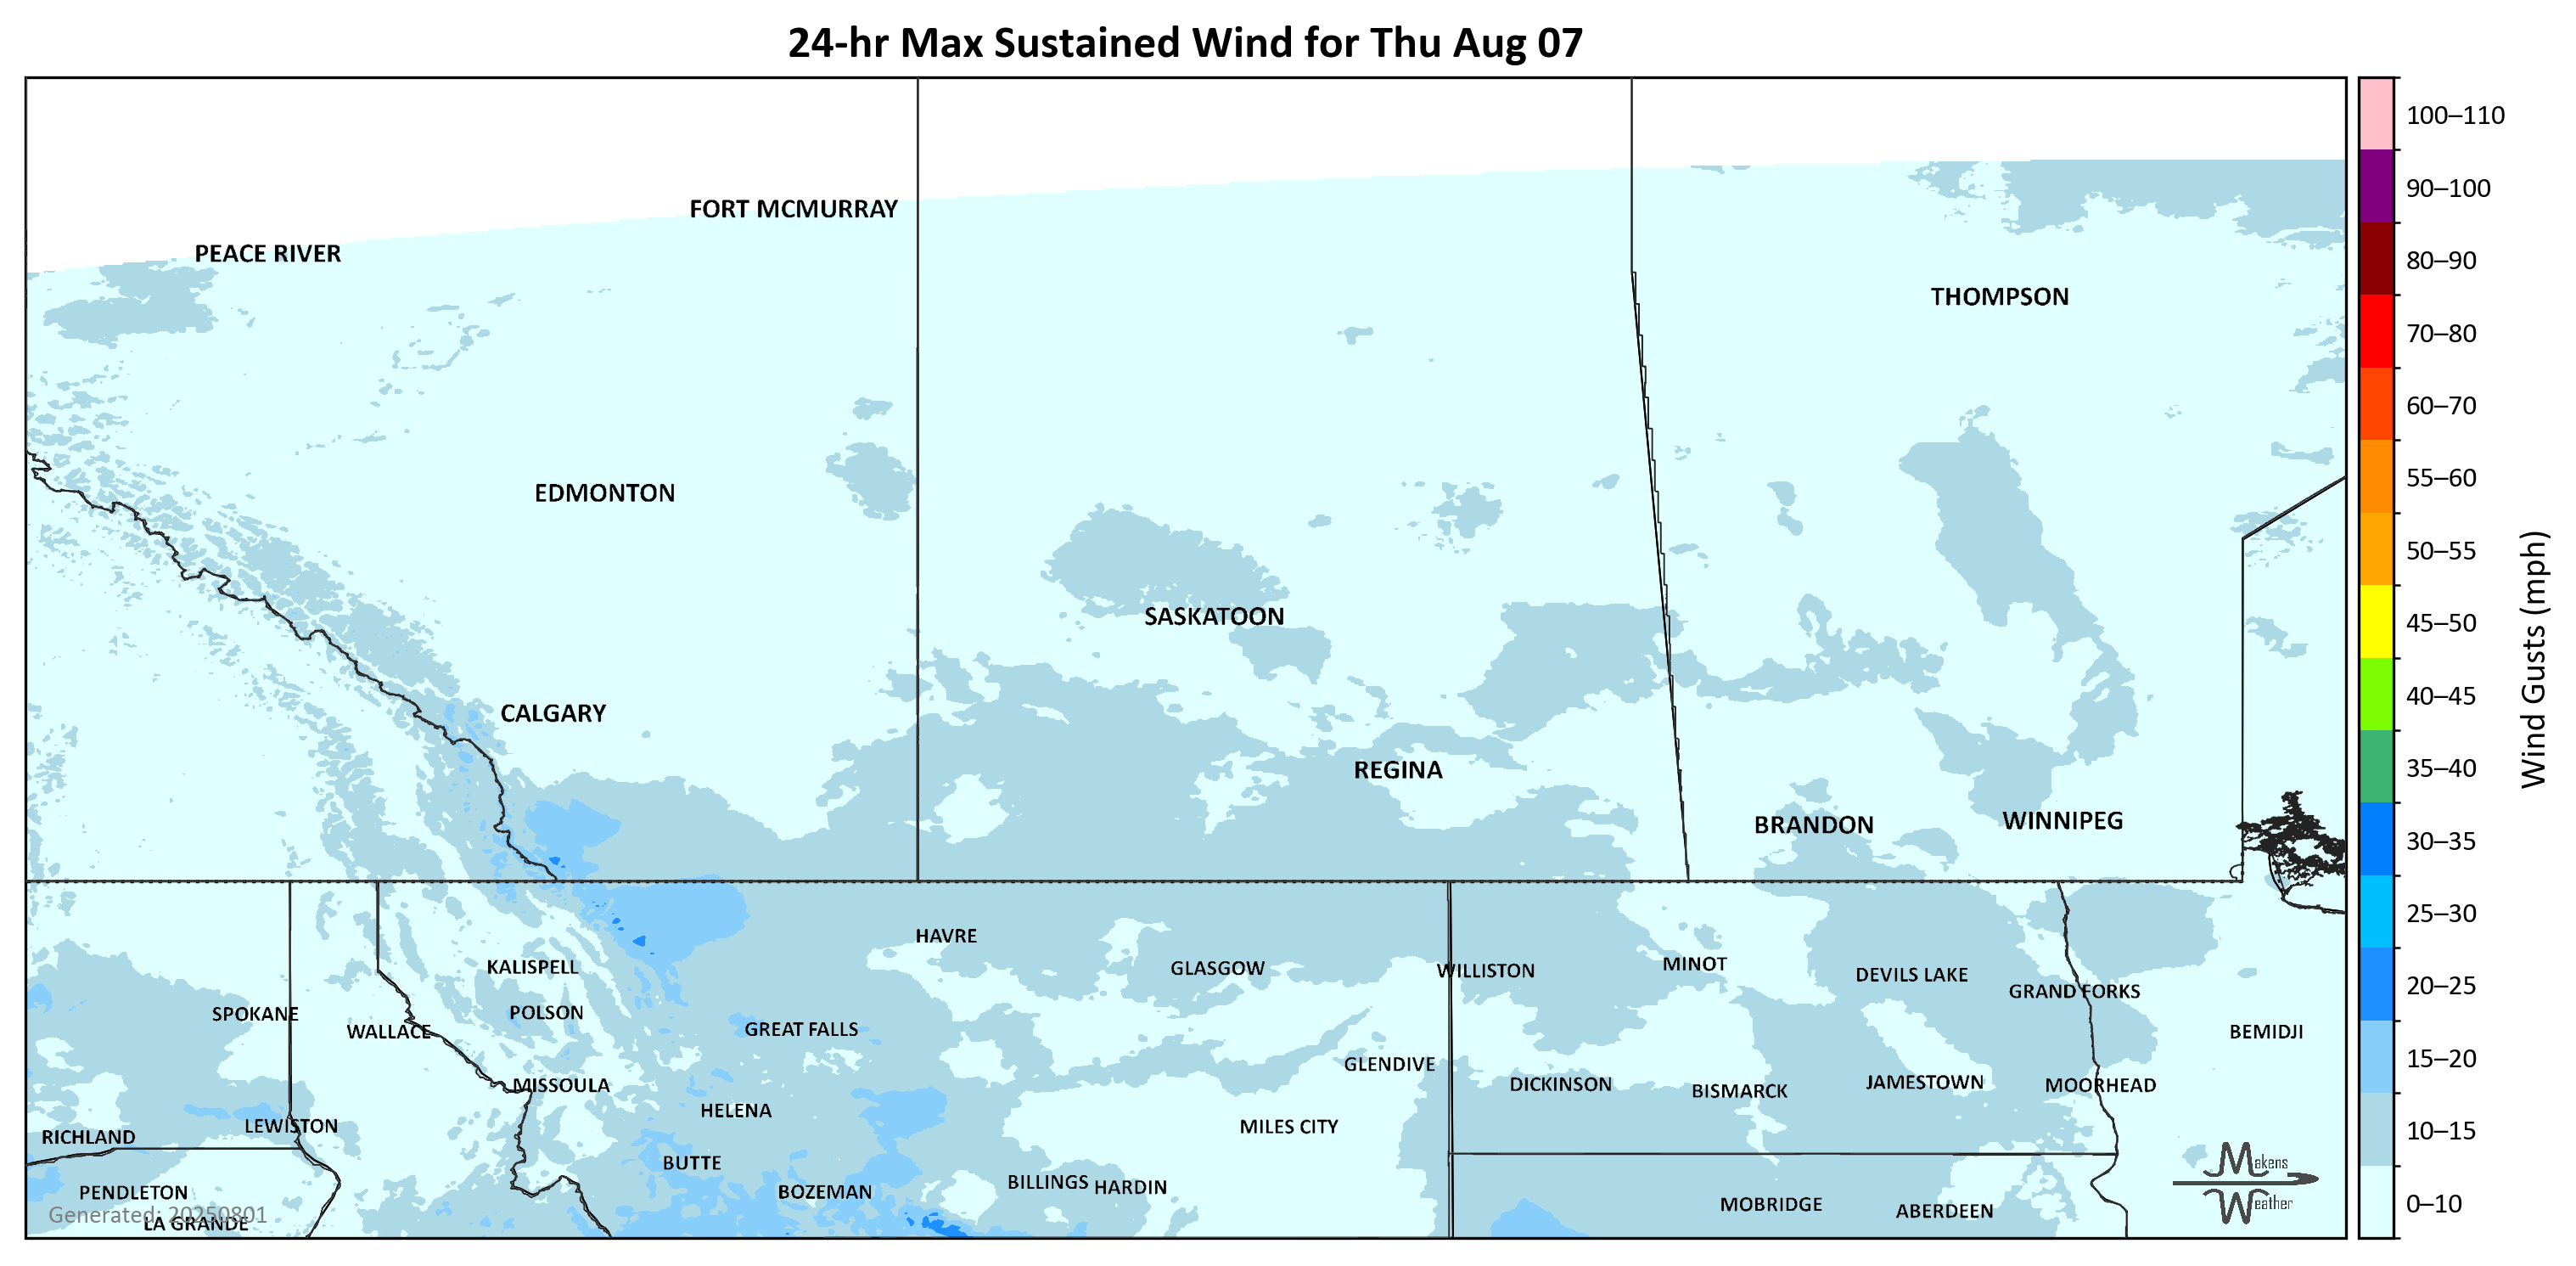 24-hr Max Sustained Wind for Thu Aug 07
FORT MCMURRAY
PEACE RIVER
THOMPSON
EDMONTON
SASKATOON
CALGARY
REGINA
BRANDON
WINNIPEG
HAVRE
KALISPELL
GLASGOW
WILLISTON
MINOT
DEVILS LAKE
GRAND FORKS
SPOKANE
POLSON
WALLACE
GREAT FALLS
BEMIDJI
GLENDIVE
MISSOULA
DICKINSON
BISMARCK
JAMESTOWN
MOORHEAD
HELENA
LEWISTON
MILES CITY
RICHLAND
BUTTE
PENDLETON
BOZEMAN
BILLINGS
HARDIN
MOBRIDGE
ABERDEEN
Generated: 20250801
LA GRANDE
Makens
Weather
100–110
90–100
80–90
70–80
60–70
55–60
50–55
45–50
40–45
35–40
30–35
25–30
20–25
15–20
10–15
0–10
Wind Gusts (mph)